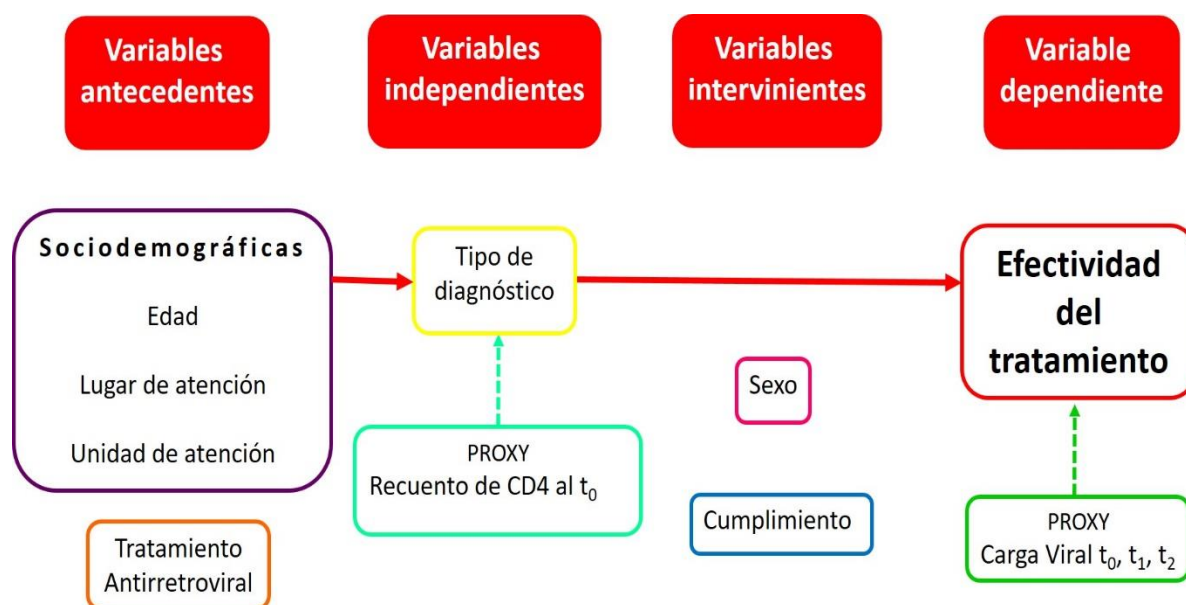 Variables
antecedentes
Variables
independientes
Variables
intervinientes
Variable
dependiente
Sociodemográficas
Edad
Lugar de atención
Unidad de atención
Tratamiento
Antirretroviral
Tipo de
diagnóstico
PROXY
Recuento de CD4 al t₀
Sexo
Cumplimiento
Efectividad
del
tratamiento
PROXY
Carga Viral t₀, t₁, t₂